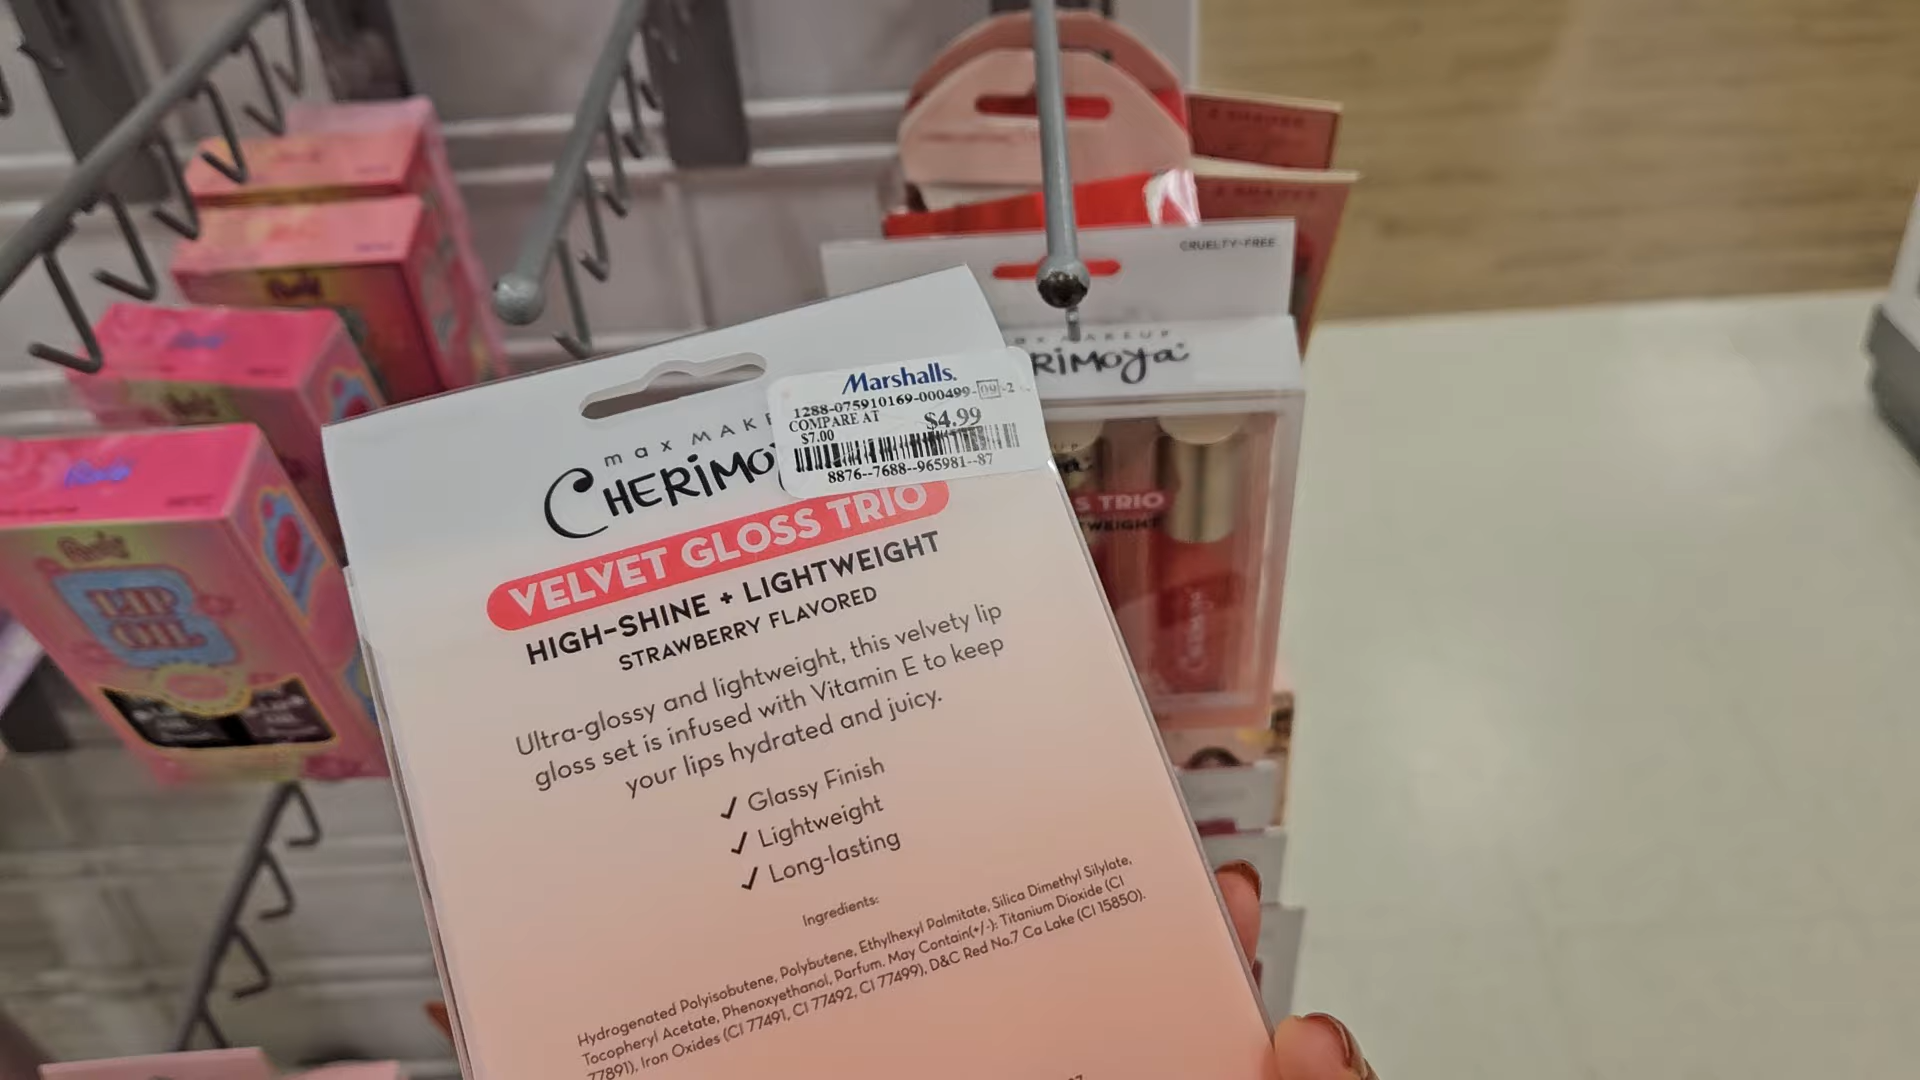 CRUELTY-FREE
MAKEUP
RIMOYA
S TRIO
TWEIGHT
Marshalls.
1288-075910169-000499-09-2
COMPARE AT
$4.99
$7.00
8876--7688--965981--87
max MAKE
CHERIMO
VELVET GLOSS TRIO
HIGH-SHINE + LIGHTWEIGHT
STRAWBERRY FLAVORED
Ultra-glossy and lightweight, this velvety lip
gloss set is infused with Vitamin E to keep
your lips hydrated and juicy.
✓ Glassy Finish
✓ Lightweight
✓ Long-lasting
Ingredients:
Hydrogenated Polyisobutene, Polybutene, Ethylhexyl Palmitate, Silica Dimethyl Silylate,
Tocopheryl Acetate, Phenoxyethanol, Parfum. May Contain(+/-): Titanium Dioxide (CI
77891), Iron Oxides (CI 77491, CI 77492, CI 77499), D&C Red No.7 Ca Lake (CI 15850).
LIP
OIL